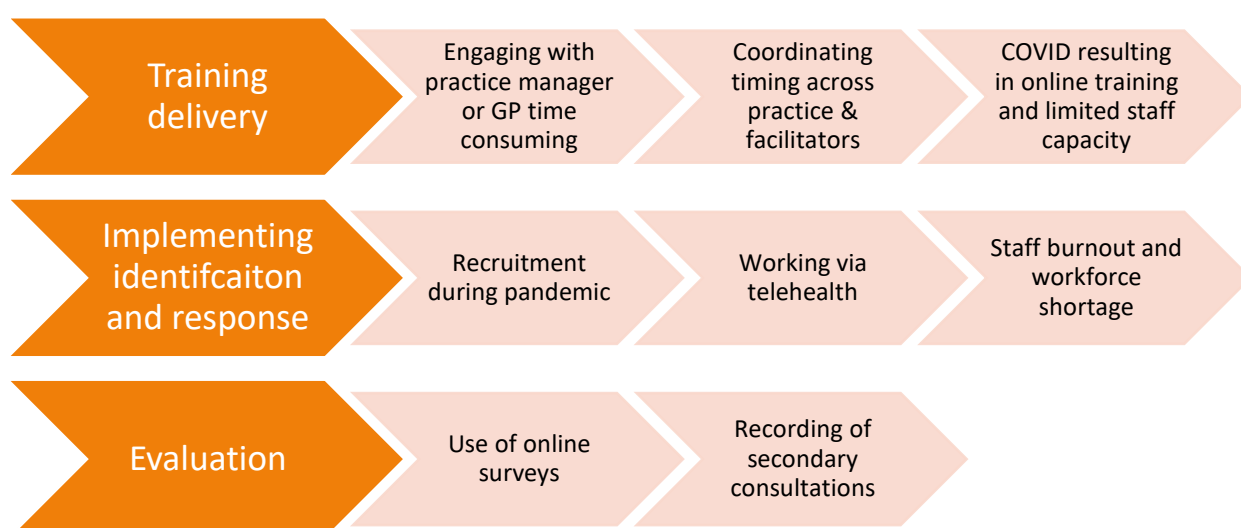 Training
delivery
Engaging with
practice manager
or GP time
consuming
Coordinating
timing across
practice &
facilitators
COVID resulting
in online training
and limited staff
capacity
Implementing
identifcaiton
and response
Recruitment
during pandemic
Working via
telehealth
Staff burnout and
workforce
shortage
Evaluation
Use of online
surveys
Recording of
secondary
consultations